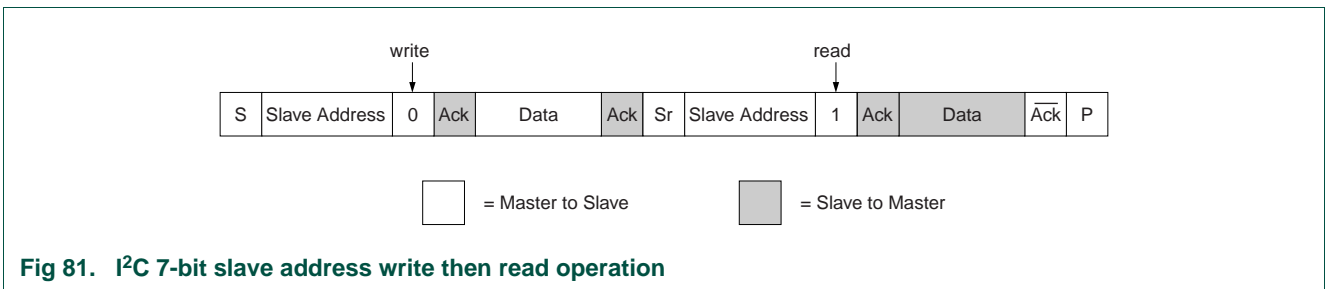 write read
S Slave Address 0 Ack Data Ack Sr Slave Address 1 Ack Data A̅c̅k̅ P
= Master to Slave = Slave to Master
Fig 81. I²C 7-bit slave address write then read operation